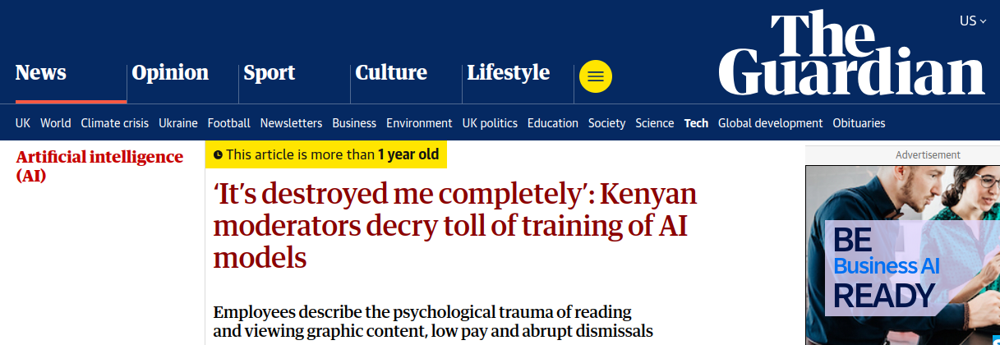 US
The
Guardian
News Opinion Sport Culture Lifestyle
UK World Climate crisis Ukraine Football Newsletters Business Environment UK politics Education Society Science Tech Global development Obituaries
Artificial intelligence
(AI)
This article is more than 1 year old
‘It’s destroyed me completely’: Kenyan
moderators decry toll of training of AI
models
Employees describe the psychological trauma of reading
and viewing graphic content, low pay and abrupt dismissals
Advertisement
BE
Business AI
READY